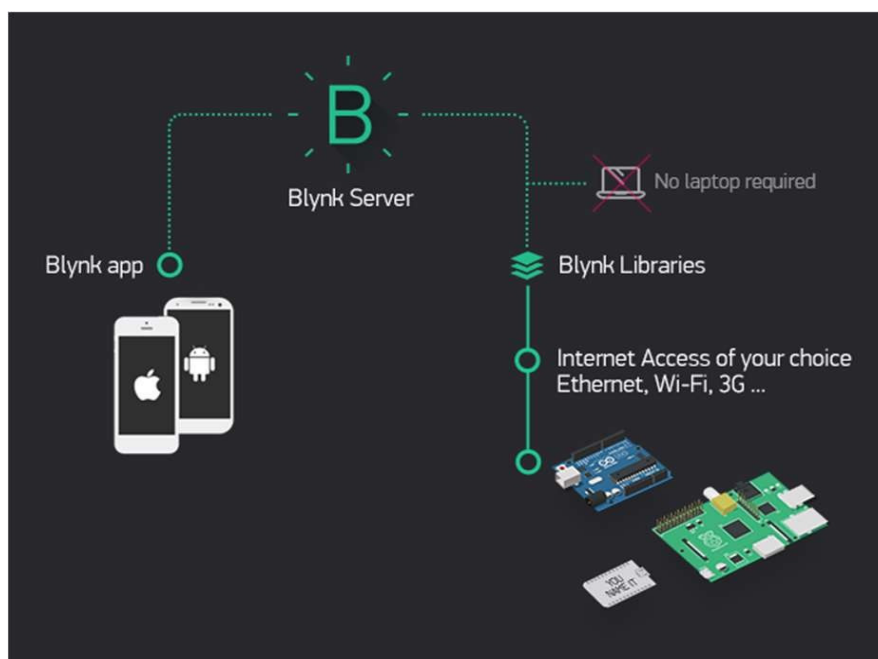 B
Blynk Server
No laptop required
Blynk app
Blynk Libraries
Internet Access of your choice
Ethernet, Wi-Fi, 3G ...
YOU
NAME IT